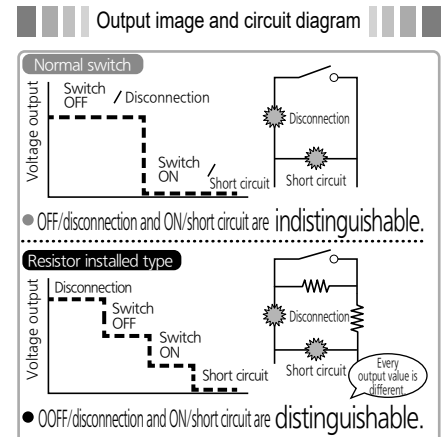 Output image and circuit diagram
Normal switch
Voltage output
Switch
OFF / Disconnection
Switch
ON / Short circuit
Disconnection
Short circuit
OFF/disconnection and ON/short circuit are indistinguishable.
Resistor installed type
Voltage output
Disconnection
Switch
OFF
Switch
ON
Short circuit
Disconnection
Short circuit
Every
output value is
different.
OOFF/disconnection and ON/short circuit are distinguishable.